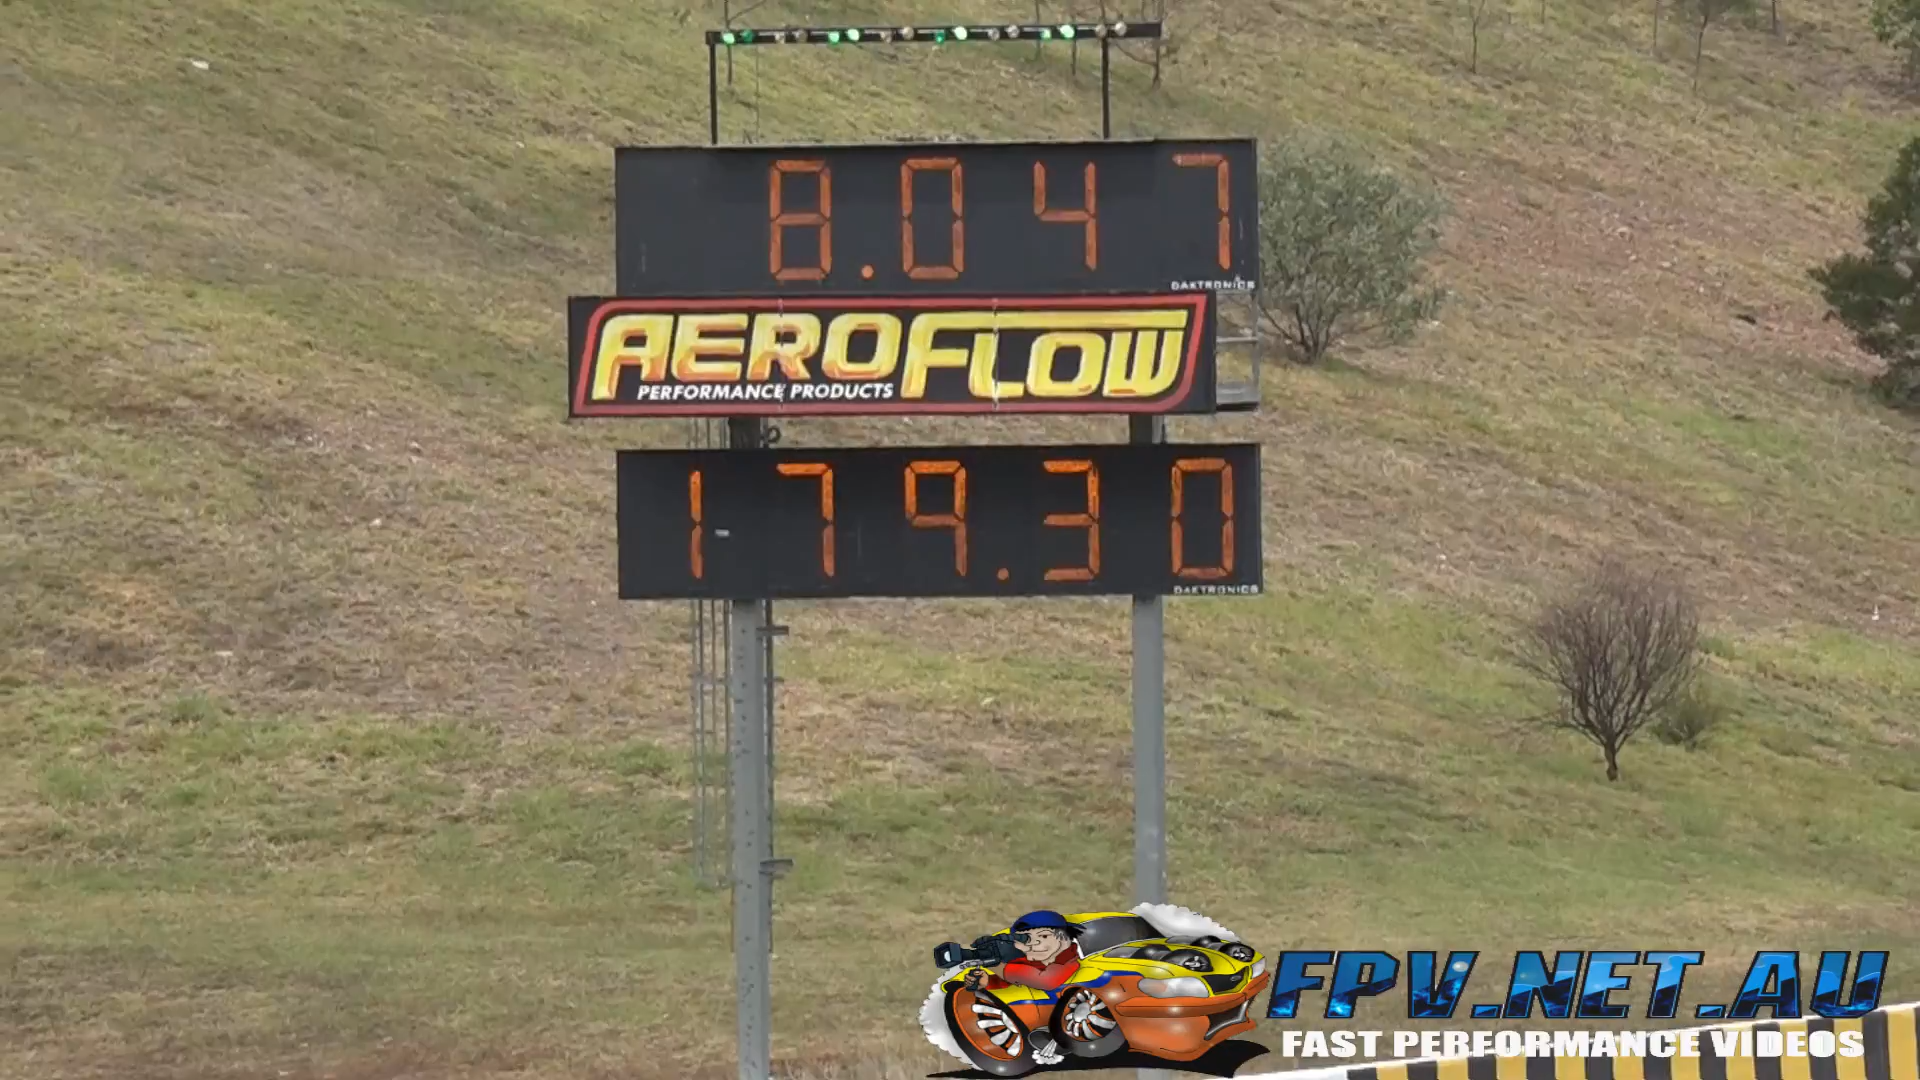 8.047
DAKTRONICS
AEROFLOW
PERFORMANCE PRODUCTS
179.30
DAKTRONICS
FPV.NET.AU
FAST PERFORMANCE VIDEOS